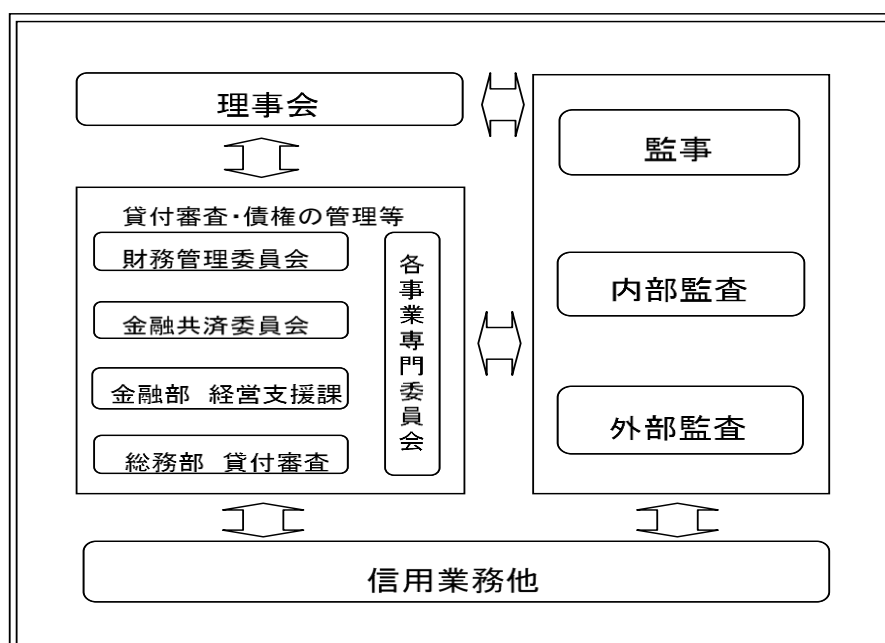 理事会
監事
貸付審査・債権の管理等
財務管理委員会
金融共済委員会
金融部 経営支援課
総務部 貸付審査
各事業専門委員会
内部監査
外部監査
信用業務他